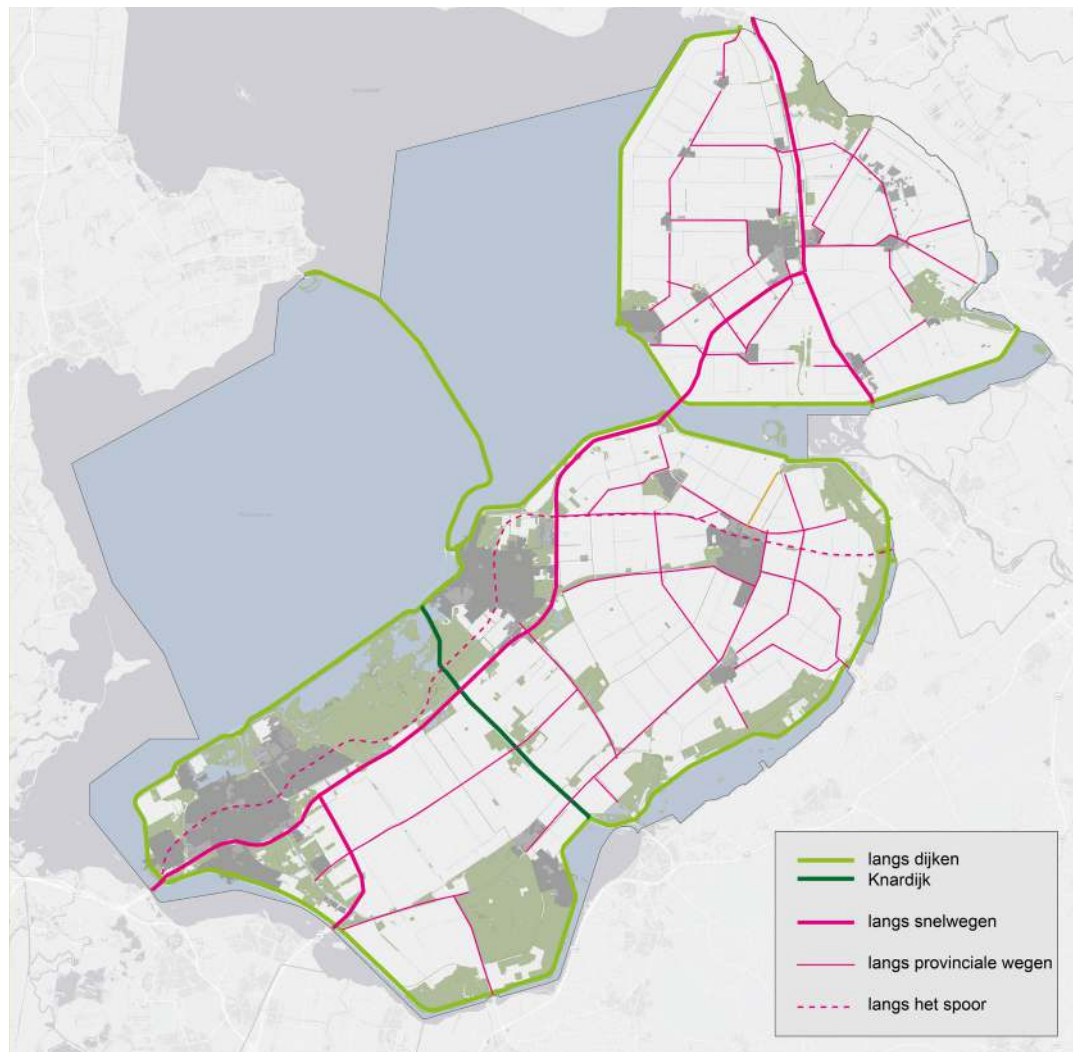 langs dijken
Knardijk
langs snelwegen
langs provinciale wegen
langs het spoor